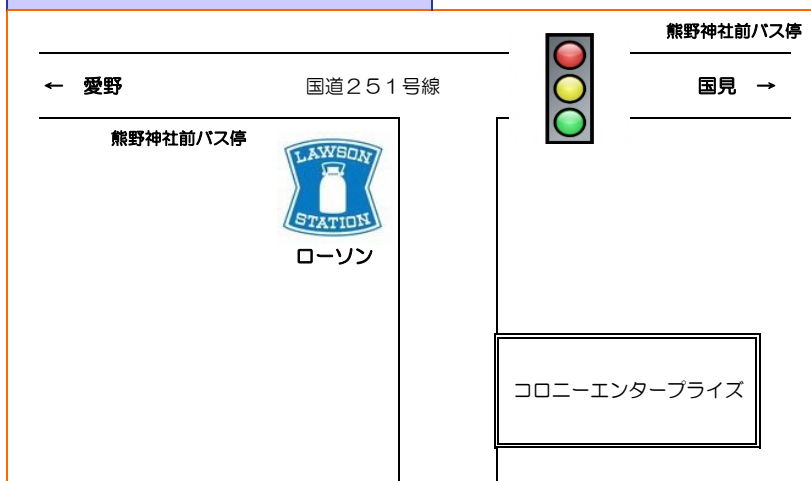 熊野神社前バス停
← 愛野
国道251号線
国見 →
熊野神社前バス停
LAWSON
STATION
ローソン
コロニーエンタープライズ